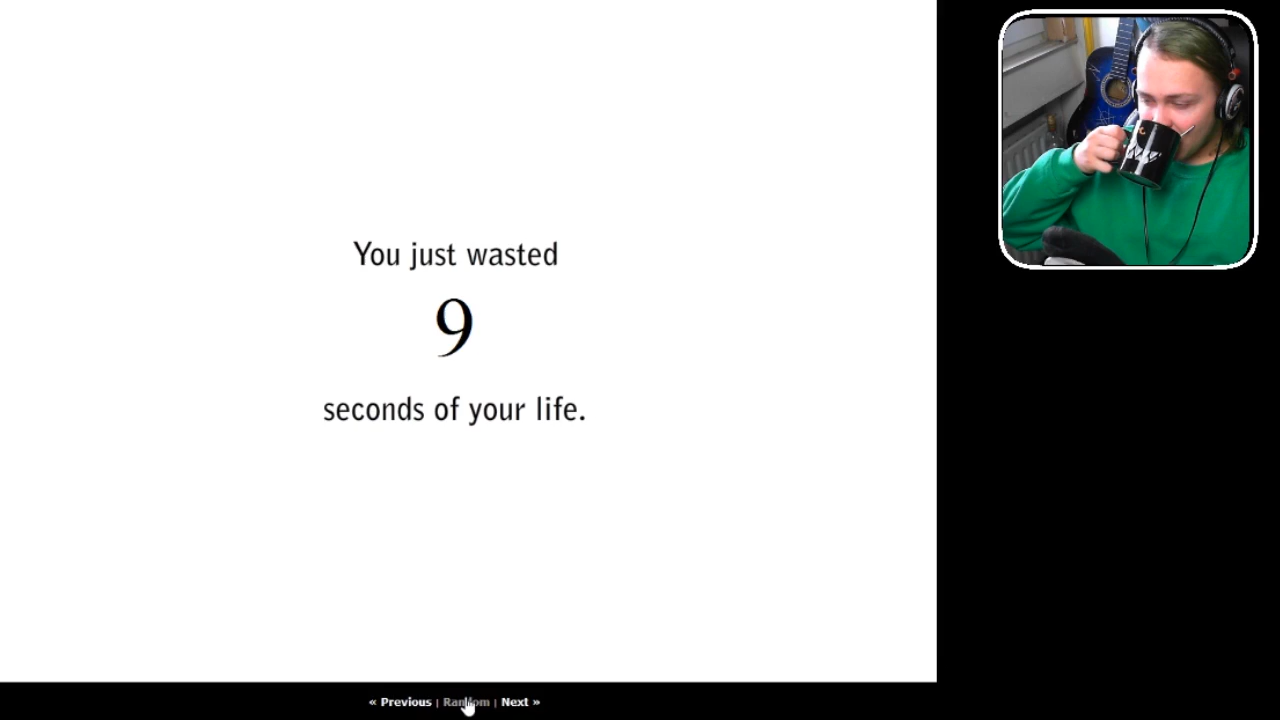 You just wasted
9
seconds of your life.
« Previous | Random | Next »